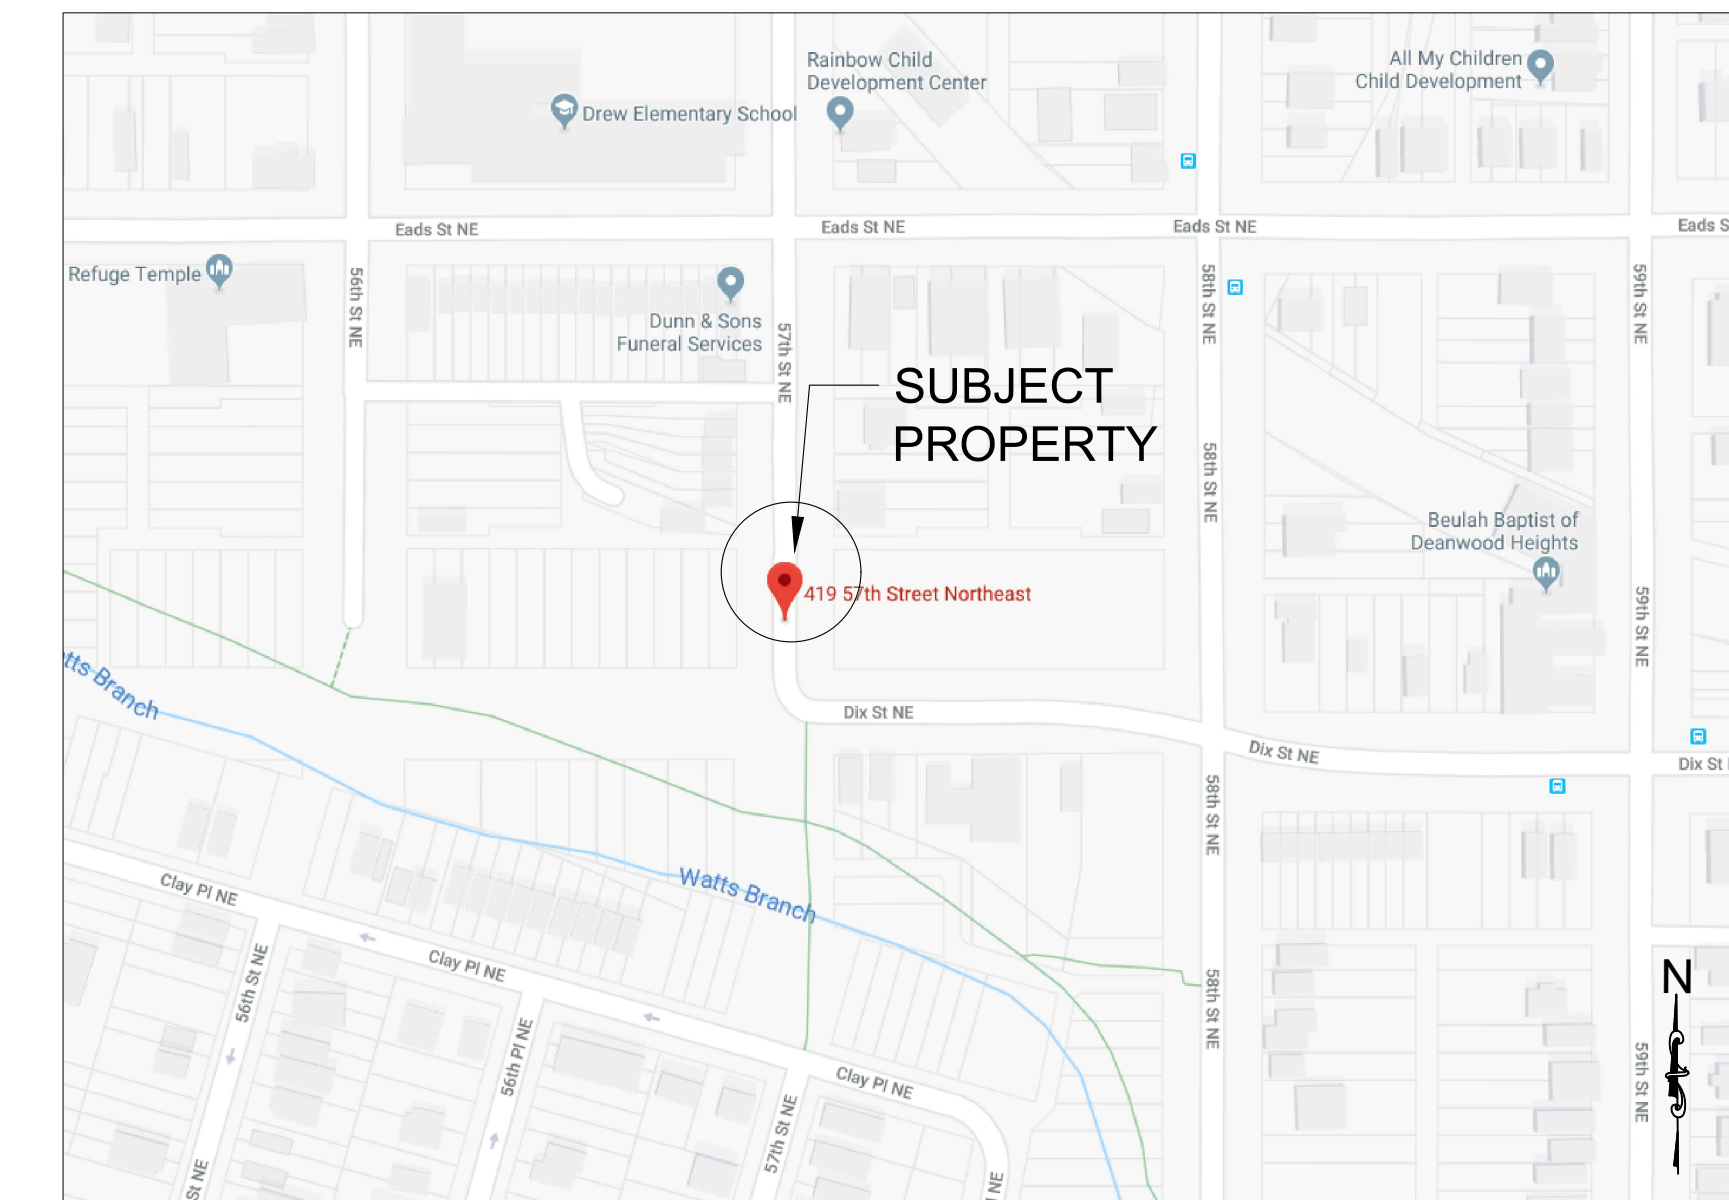 Rainbow Child
Development Center
All My Children
Child Development
Drew Elementary School
Eads St NE
Eads St NE
Eads St NE
Eads S
Refuge Temple
56th St NE
Dunn & Sons
Funeral Services
57th St NE
58th St NE
59th St NE
SUBJECT
PROPERTY
58th St NE
Beulah Baptist of
Deanwood Heights
419 57th Street Northeast
59th St NE
tts Branch
Dix St NE
Dix St NE
Dix St
58th St NE
Watts Branch
Clay Pl NE
Clay Pl NE
56th St NE
58th St NE
N
56th Pl NE
Clay Pl NE
59th St NE
57th St NE
St NE
NE